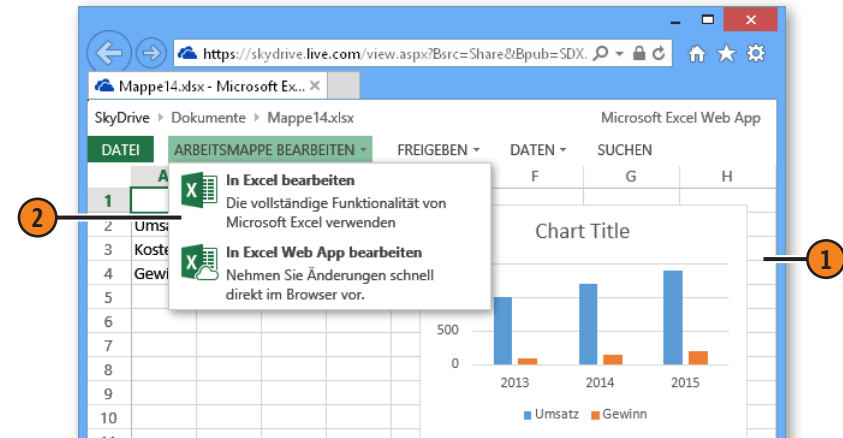 https://skydrive.live.com/view.aspx?Bsrc=Share&Bpub=SDX.
Mappe14.xlsx - Microsoft Ex...
SkyDrive Dokumente Mappe14.xlsx Microsoft Excel Web App
DATEI ARBEITSMAPPE BEARBEITEN FREIGEBEN DATEN SUCHEN
A F G H
In Excel bearbeiten
Die vollständige Funktionalität von
Microsoft Excel verwenden
In Excel Web App bearbeiten
Nehmen Sie Änderungen schnell
direkt im Browser vor.
1
2 Umsa
3 Koste
4 Gewi
5
6
7
8
9
10
Chart Title
500
0
2013 2014 2015
Umsatz Gewinn
2
1